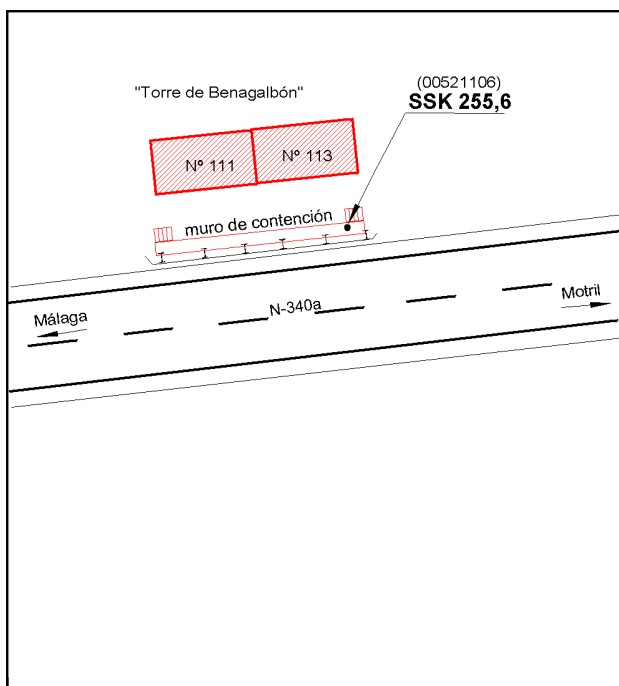 (00521106)
"Torre de Benagalbón"
SSK 255,6
Nº 111
Nº 113
muro de contención
Motril
N-340a
Málaga